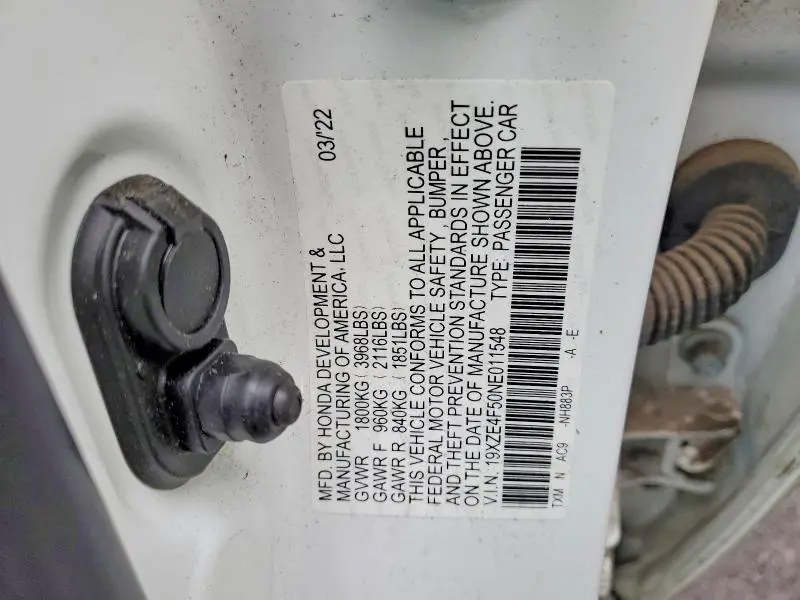 MFD. BY HONDA DEVELOPMENT &
MANUFACTURING OF AMERICA, LLC 03/'22
GVWR 1800KG ( 3968LBS)
GAWR F 960KG ( 2116LBS)
GAWR R 840KG ( 1851LBS)
THIS VEHICLE CONFORMS TO ALL APPLICABLE
FEDERAL MOTOR VEHICLE SAFETY , BUMPER ,
AND THEFT PREVENTION STANDARDS IN EFFECT
ON THE DATE OF MANUFACTURE SHOWN ABOVE.
V.I.N: 19XZE4F50NE011548 TYPE: PASSENGER CAR
TXM N AC9 -NH883P -A -E